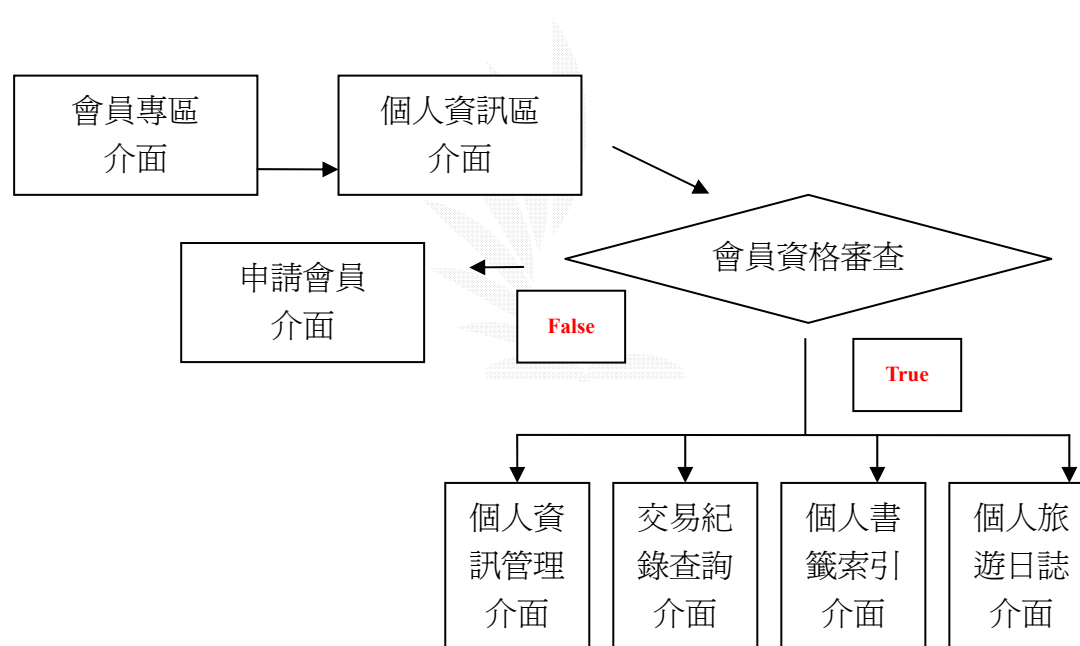 會員專區
介面
個人資訊區
介面
會員資格審查
申請會員
介面
False
True
個人資
訊管理
介面
交易紀
錄查詢
介面
個人書
籤索引
介面
個人旅
遊日誌
介面